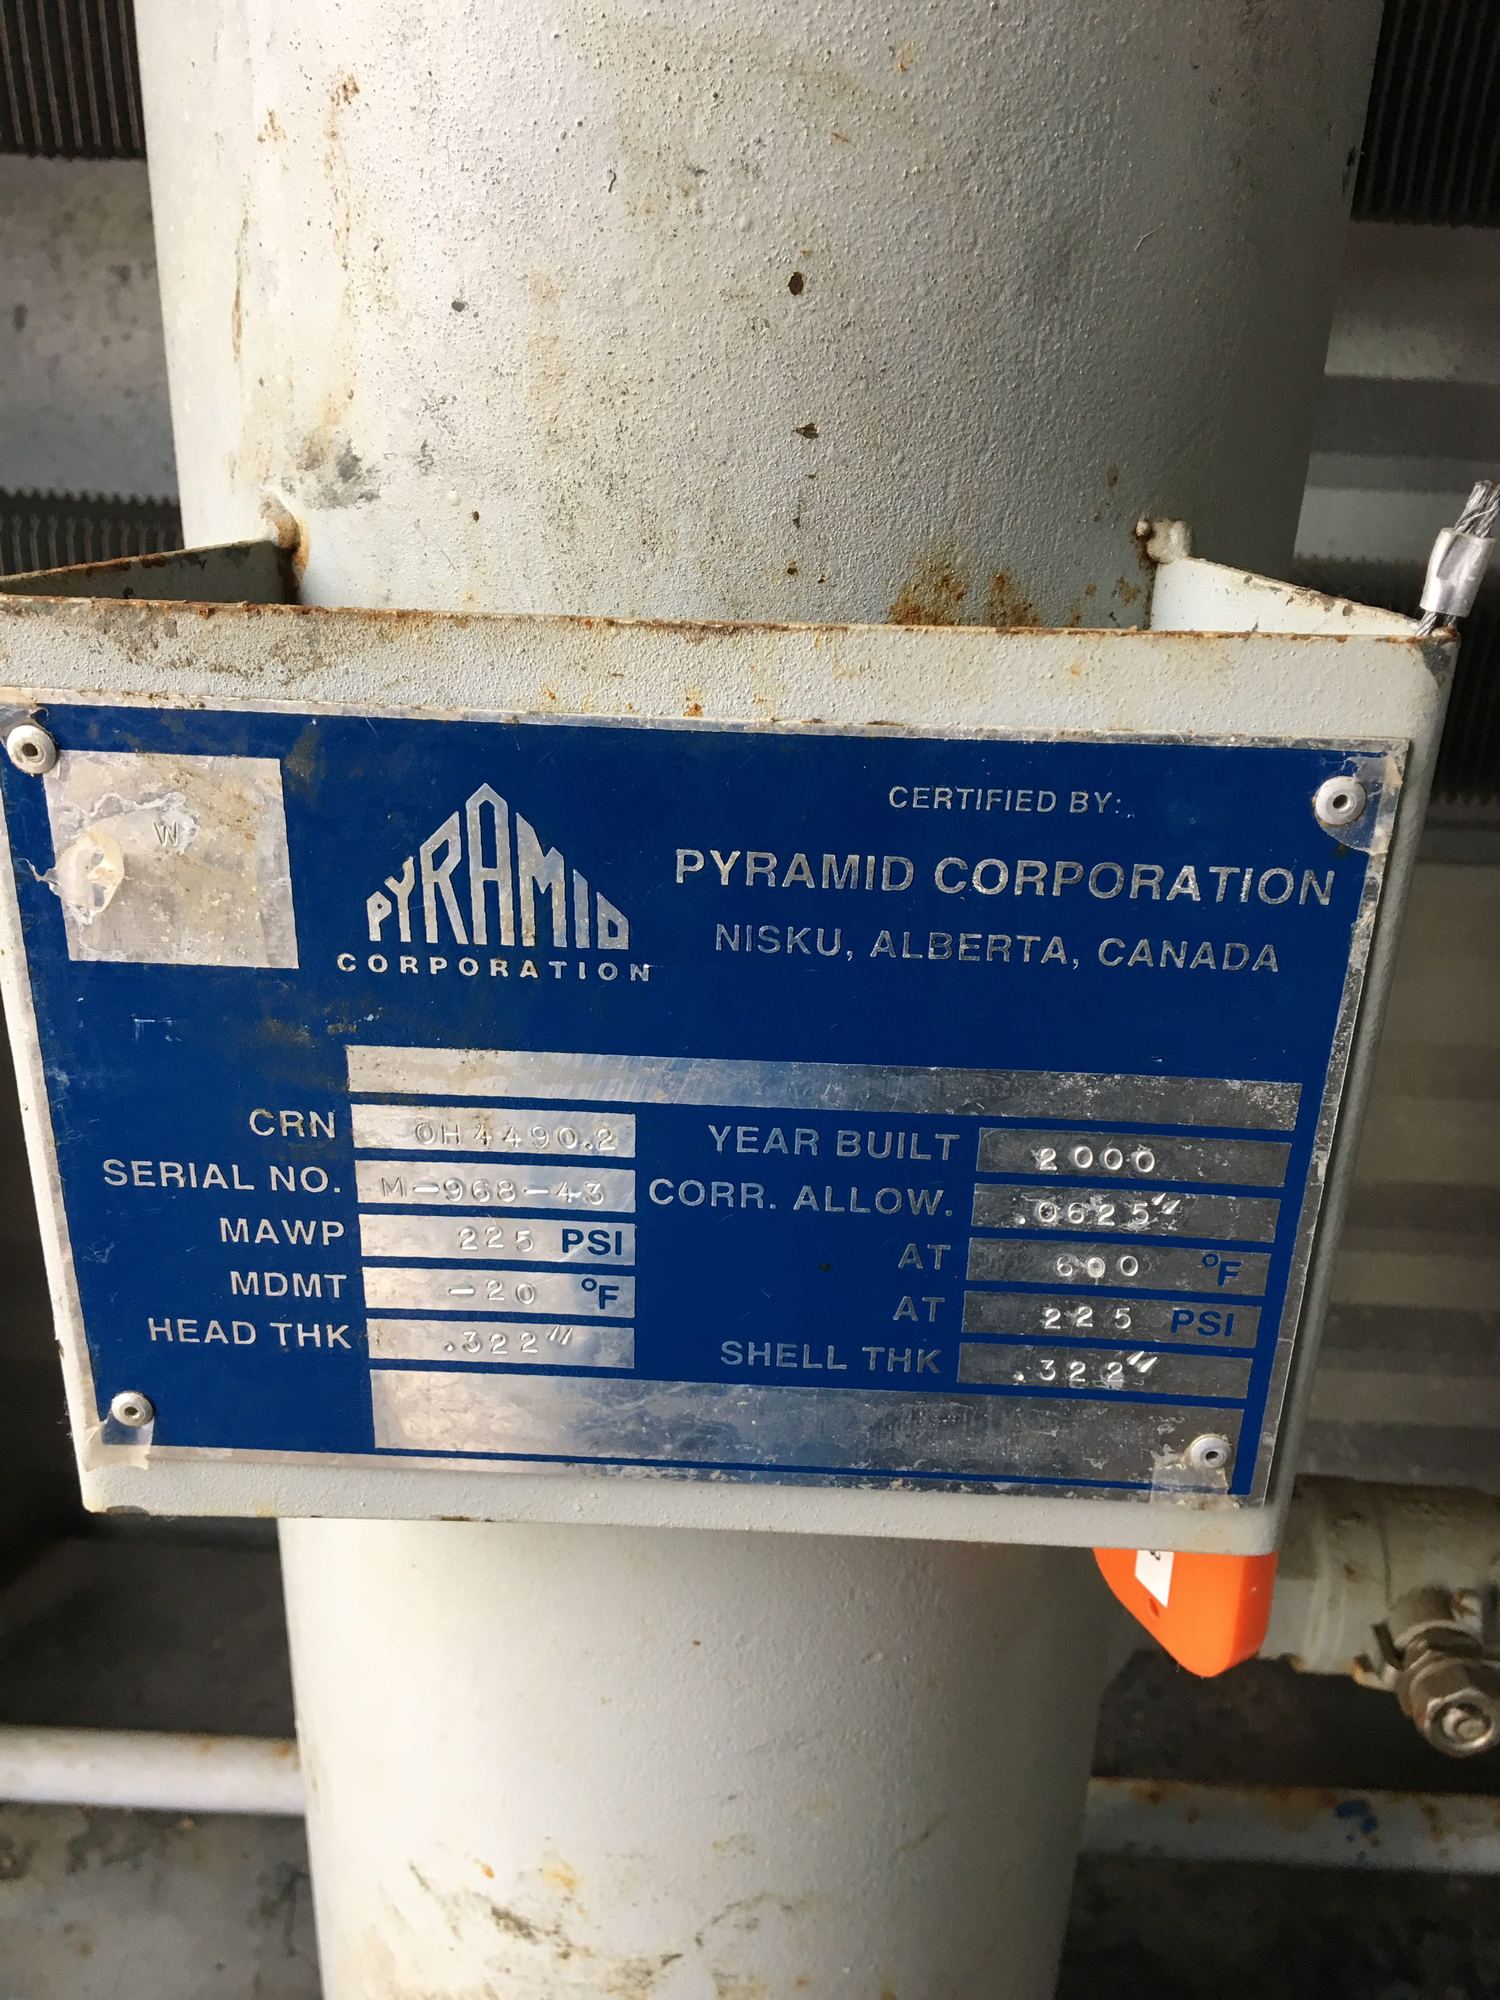 W
PYRAMID
CORPORATION
CERTIFIED BY:
PYRAMID CORPORATION
NISKU, ALBERTA, CANADA
CRN 0H4490.2
SERIAL NO. M-968-43
MAWP 225 PSI
MDMT -20 °F
HEAD THK .322"
YEAR BUILT 2000
CORR. ALLOW. .0625"
AT 600 °F
AT 225 PSI
SHELL THK .322"